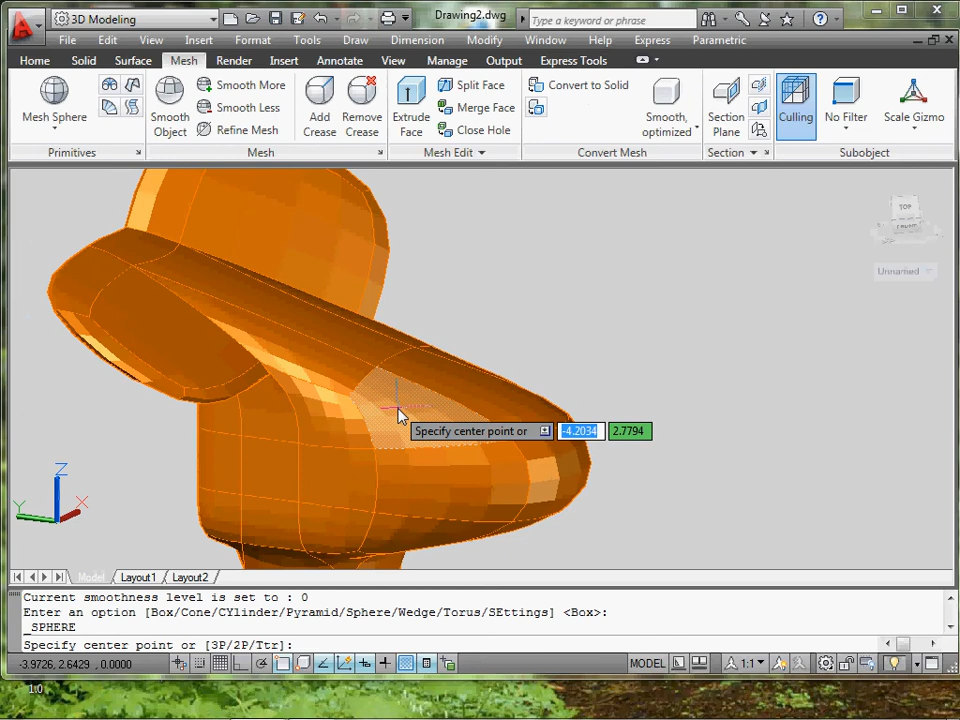 3D Modeling
Drawing2.dwg
Type a keyword or phrase
File Edit View Insert Format Tools Draw Dimension Modify Window Help Express Parametric
Home Solid Surface Mesh Render Insert Annotate View Manage Output Express Tools
Mesh Sphere
Smooth Object
Smooth More
Smooth Less
Refine Mesh
Add Crease
Remove Crease
Extrude Face
Split Face
Merge Face
Close Hole
Convert to Solid
Smooth, optimized
Section Plane
Culling
No Filter
Scale Gizmo
Primitives
Mesh
Mesh Edit
Convert Mesh
Section
Subobject
TOP
FRONT
Unnamed
Specify center point or
-4.2034
2.7794
Z
Y
X
Model Layout1 Layout2
Current smoothness level is set to : 0
Enter an option [Box/Cone/CYlinder/Pyramid/Sphere/Wedge/Torus/SEttings] <Box>:
_SPHERE
Specify center point or [3P/2P/Ttr]:
-3.9726, 2.6429 , 0.0000
MODEL
1:1
1.0